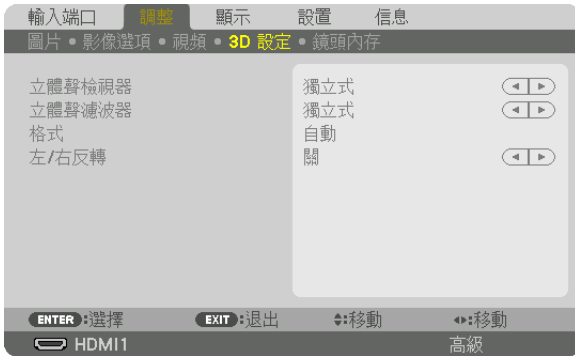 輸入端口 調整 顯示 設置 信息
圖片 • 影像選項 • 視頻 • 3D 設定 • 鏡頭內存
立體聲檢視器 獨立式
立體聲濾波器 獨立式
格式 自動
左/右反轉 關
ENTER:選擇 EXIT:退出 :移動 :移動
HDMI1 高級